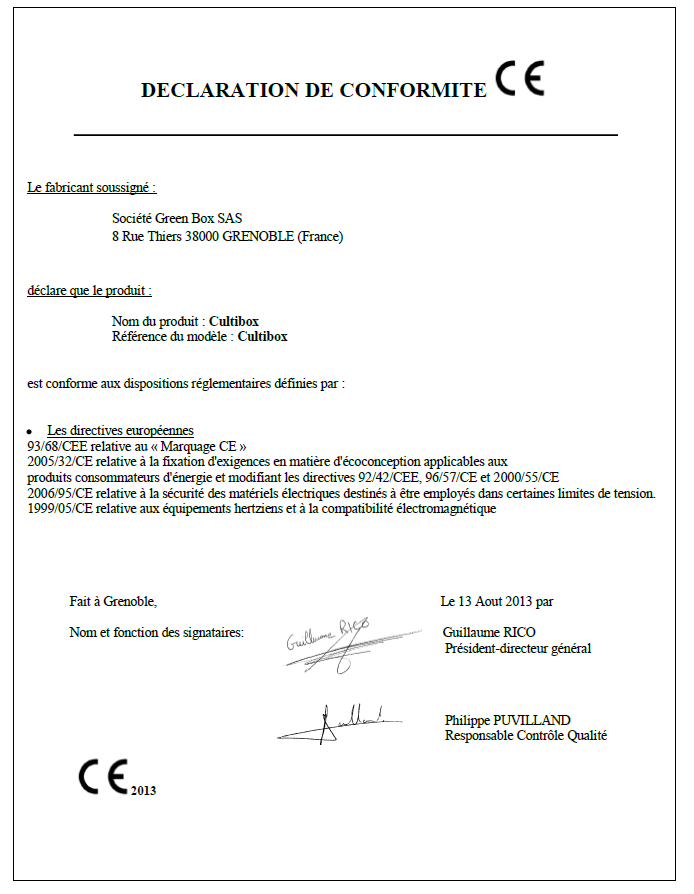 DECLARATION DE CONFORMITE CE
Le fabricant soussigné :
Société Green Box SAS
8 Rue Thiers 38000 GRENOBLE (France)
déclare que le produit :
Nom du produit : Cultibox
Référence du modèle : Cultibox
est conforme aux dispositions réglementaires définies par :
• Les directives européennes
93/68/CEE relative au « Marquage CE »
2005/32/CE relative à la fixation d'exigences en matière d'écoconception applicables aux
produits consommateurs d'énergie et modifiant les directives 92/42/CEE, 96/57/CE et 2000/55/CE
2006/95/CE relative à la sécurité des matériels électriques destinés à être employés dans certaines limites de tension.
1999/05/CE relative aux équipements hertziens et à la compatibilité électromagnétique
Fait à Grenoble,
Le 13 Aout 2013 par
Nom et fonction des signataires:
Guillaume RICO
Guillaume RICO
Président-directeur général
Philippe PUVILLAND
Responsable Contrôle Qualité
CE 2013